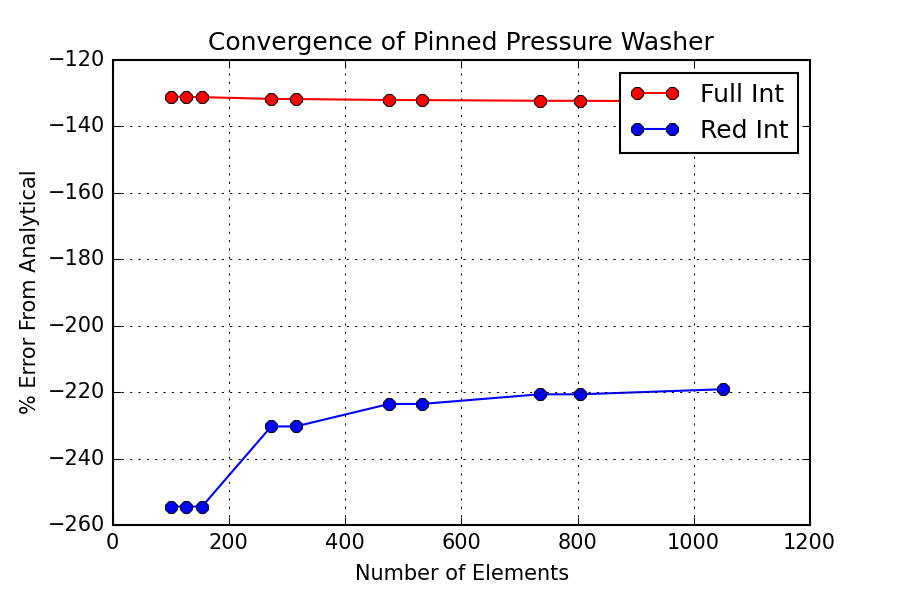 Convergence of Pinned Pressure Washer
−120
−140
−160
−180
−200
−220
−240
−260
% Error From Analytical
Full Int
Red Int
0 200 400 600 800 1000 1200
Number of Elements